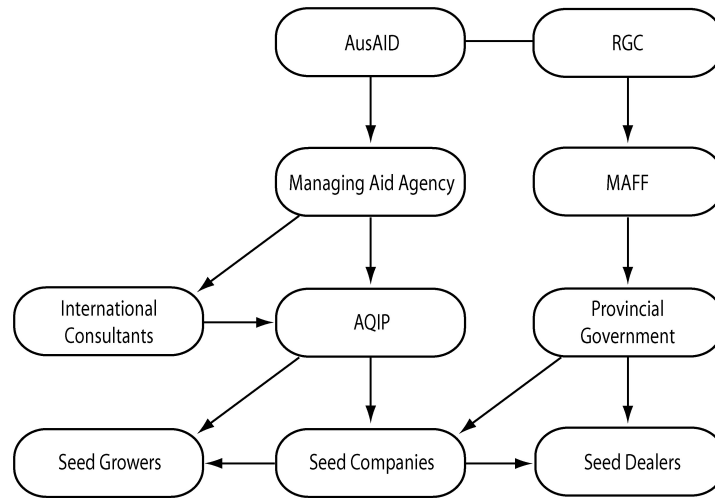 AusAID
RGC
Managing Aid Agency
MAFF
International
Consultants
AQIP
Provincial
Government
Seed Growers
Seed Companies
Seed Dealers